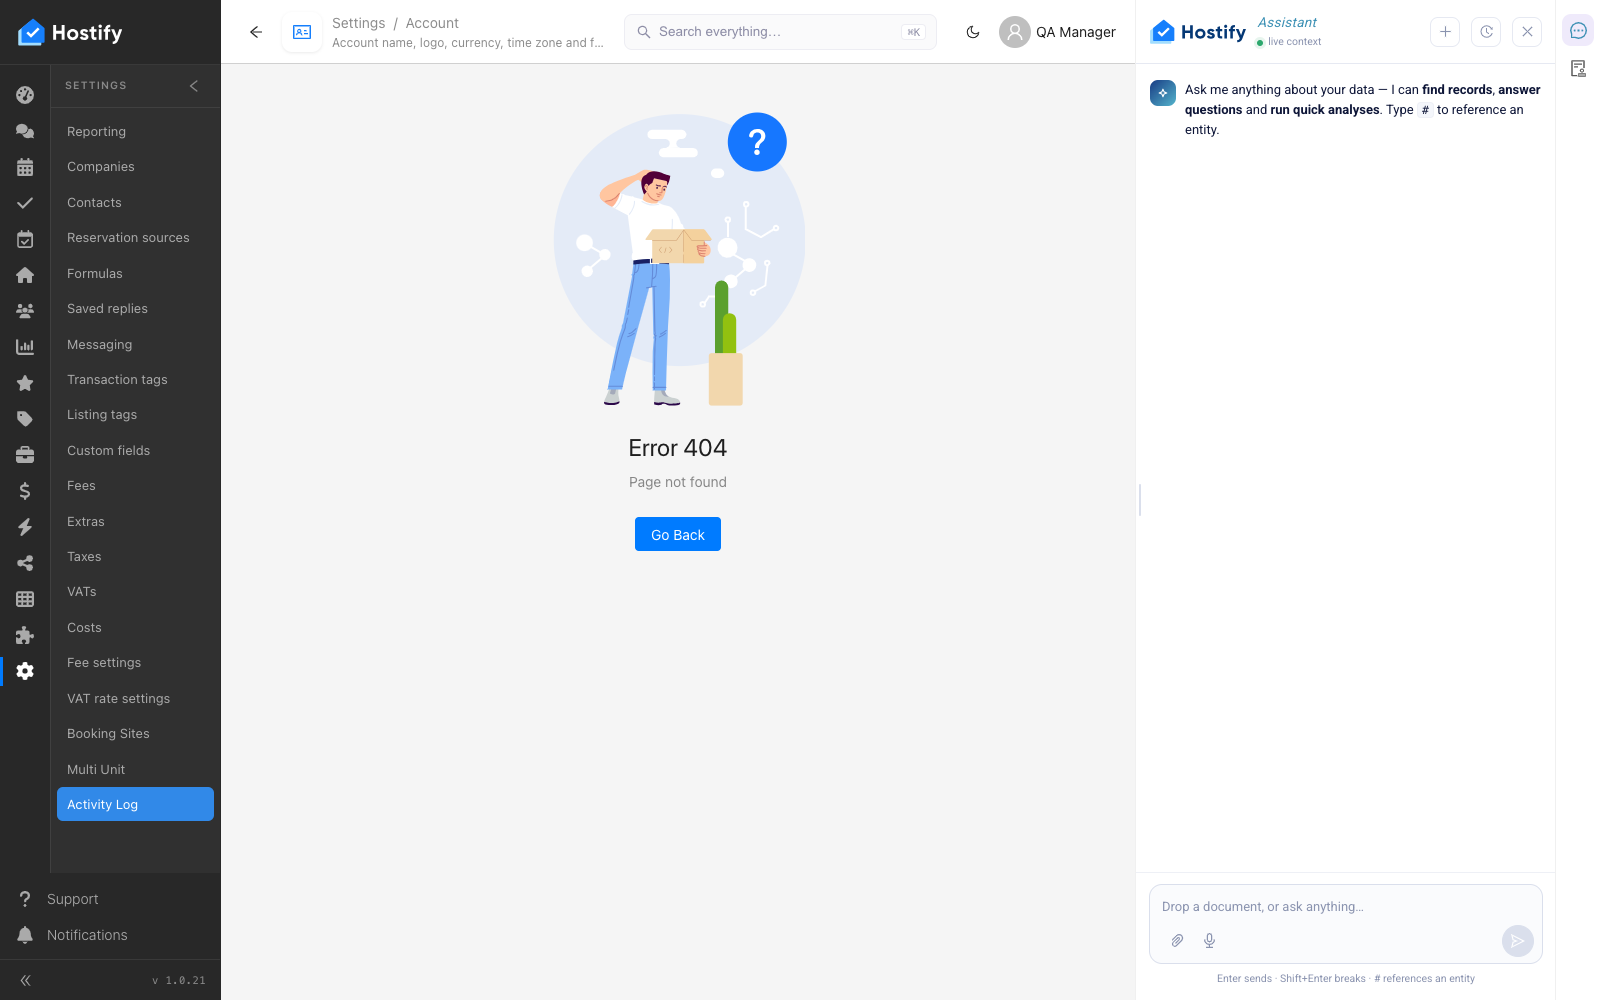 Hostify
SETTINGS
Reporting
Companies
Contacts
Reservation sources
Formulas
Saved replies
Messaging
Transaction tags
Listing tags
Custom fields
Fees
Extras
Taxes
VATs
Costs
Fee settings
VAT rate settings
Booking Sites
Multi Unit
Activity Log
Support
Notifications
v 1.0.21
Settings / Account
Account name, logo, currency, time zone and f...
Search everything...
⌘K
QA Manager
?
Error 404
Page not found
Go Back
Hostify
Assistant
live context
Ask me anything about your data — I can find records, answer
questions and run quick analyses. Type # to reference an
entity.
Drop a document, or ask anything...
Enter sends · Shift+Enter breaks · # references an entity